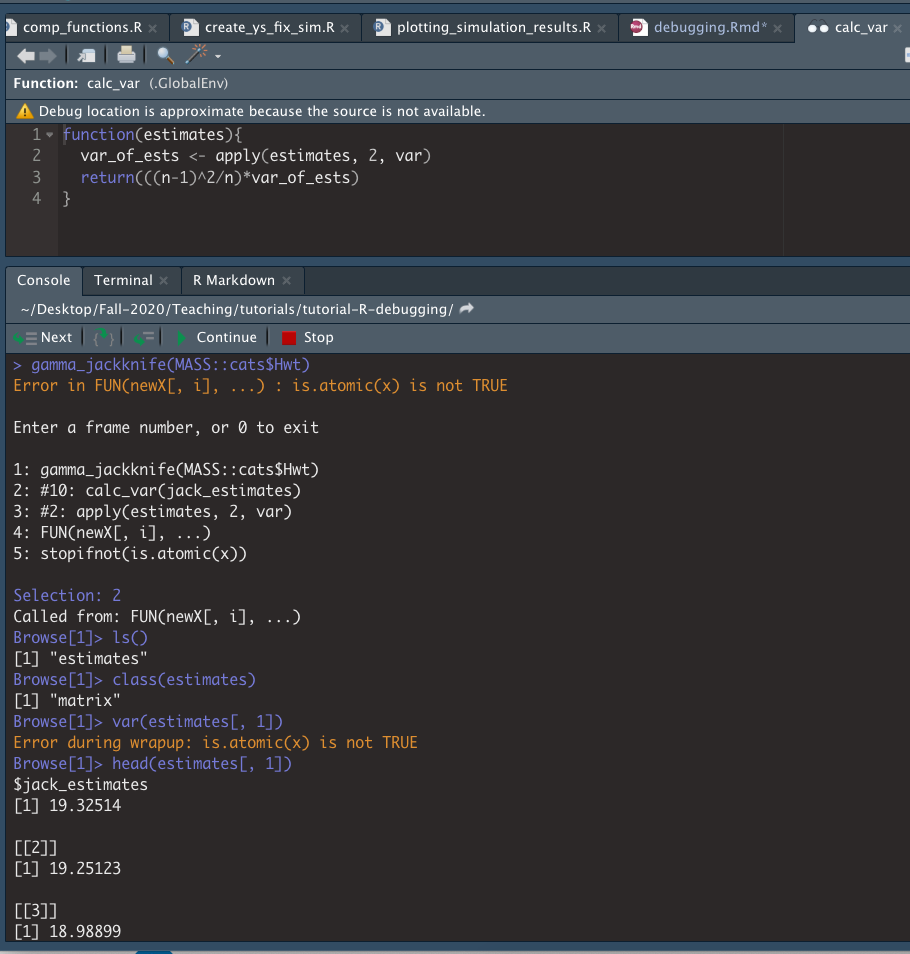 comp_functions.R × create_ys_fix_sim.R × plotting_simulation_results.R × debugging.Rmd* × calc_var ×
Function: calc_var (.GlobalEnv)
Debug location is approximate because the source is not available.
1 function(estimates){
2 var_of_ests <- apply(estimates, 2, var)
3 return(((n-1)^2/n)*var_of_ests)
4 }
Console Terminal × R Markdown ×
~/Desktop/Fall-2020/Teaching/tutorials/tutorial-R-debugging/
Next Continue Stop
> gamma_jackknife(MASS::cats$Hwt)
Error in FUN(newX[, i], ...) : is.atomic(x) is not TRUE
Enter a frame number, or 0 to exit
1: gamma_jackknife(MASS::cats$Hwt)
2: #10: calc_var(jack_estimates)
3: #2: apply(estimates, 2, var)
4: FUN(newX[, i], ...)
5: stopifnot(is.atomic(x))
Selection: 2
Called from: FUN(newX[, i], ...)
Browse[1]> ls()
[1] "estimates"
Browse[1]> class(estimates)
[1] "matrix"
Browse[1]> var(estimates[, 1])
Error during wrapup: is.atomic(x) is not TRUE
Browse[1]> head(estimates[, 1])
$jack_estimates
[1] 19.32514
[[2]]
[1] 19.25123
[[3]]
[1] 18.98899